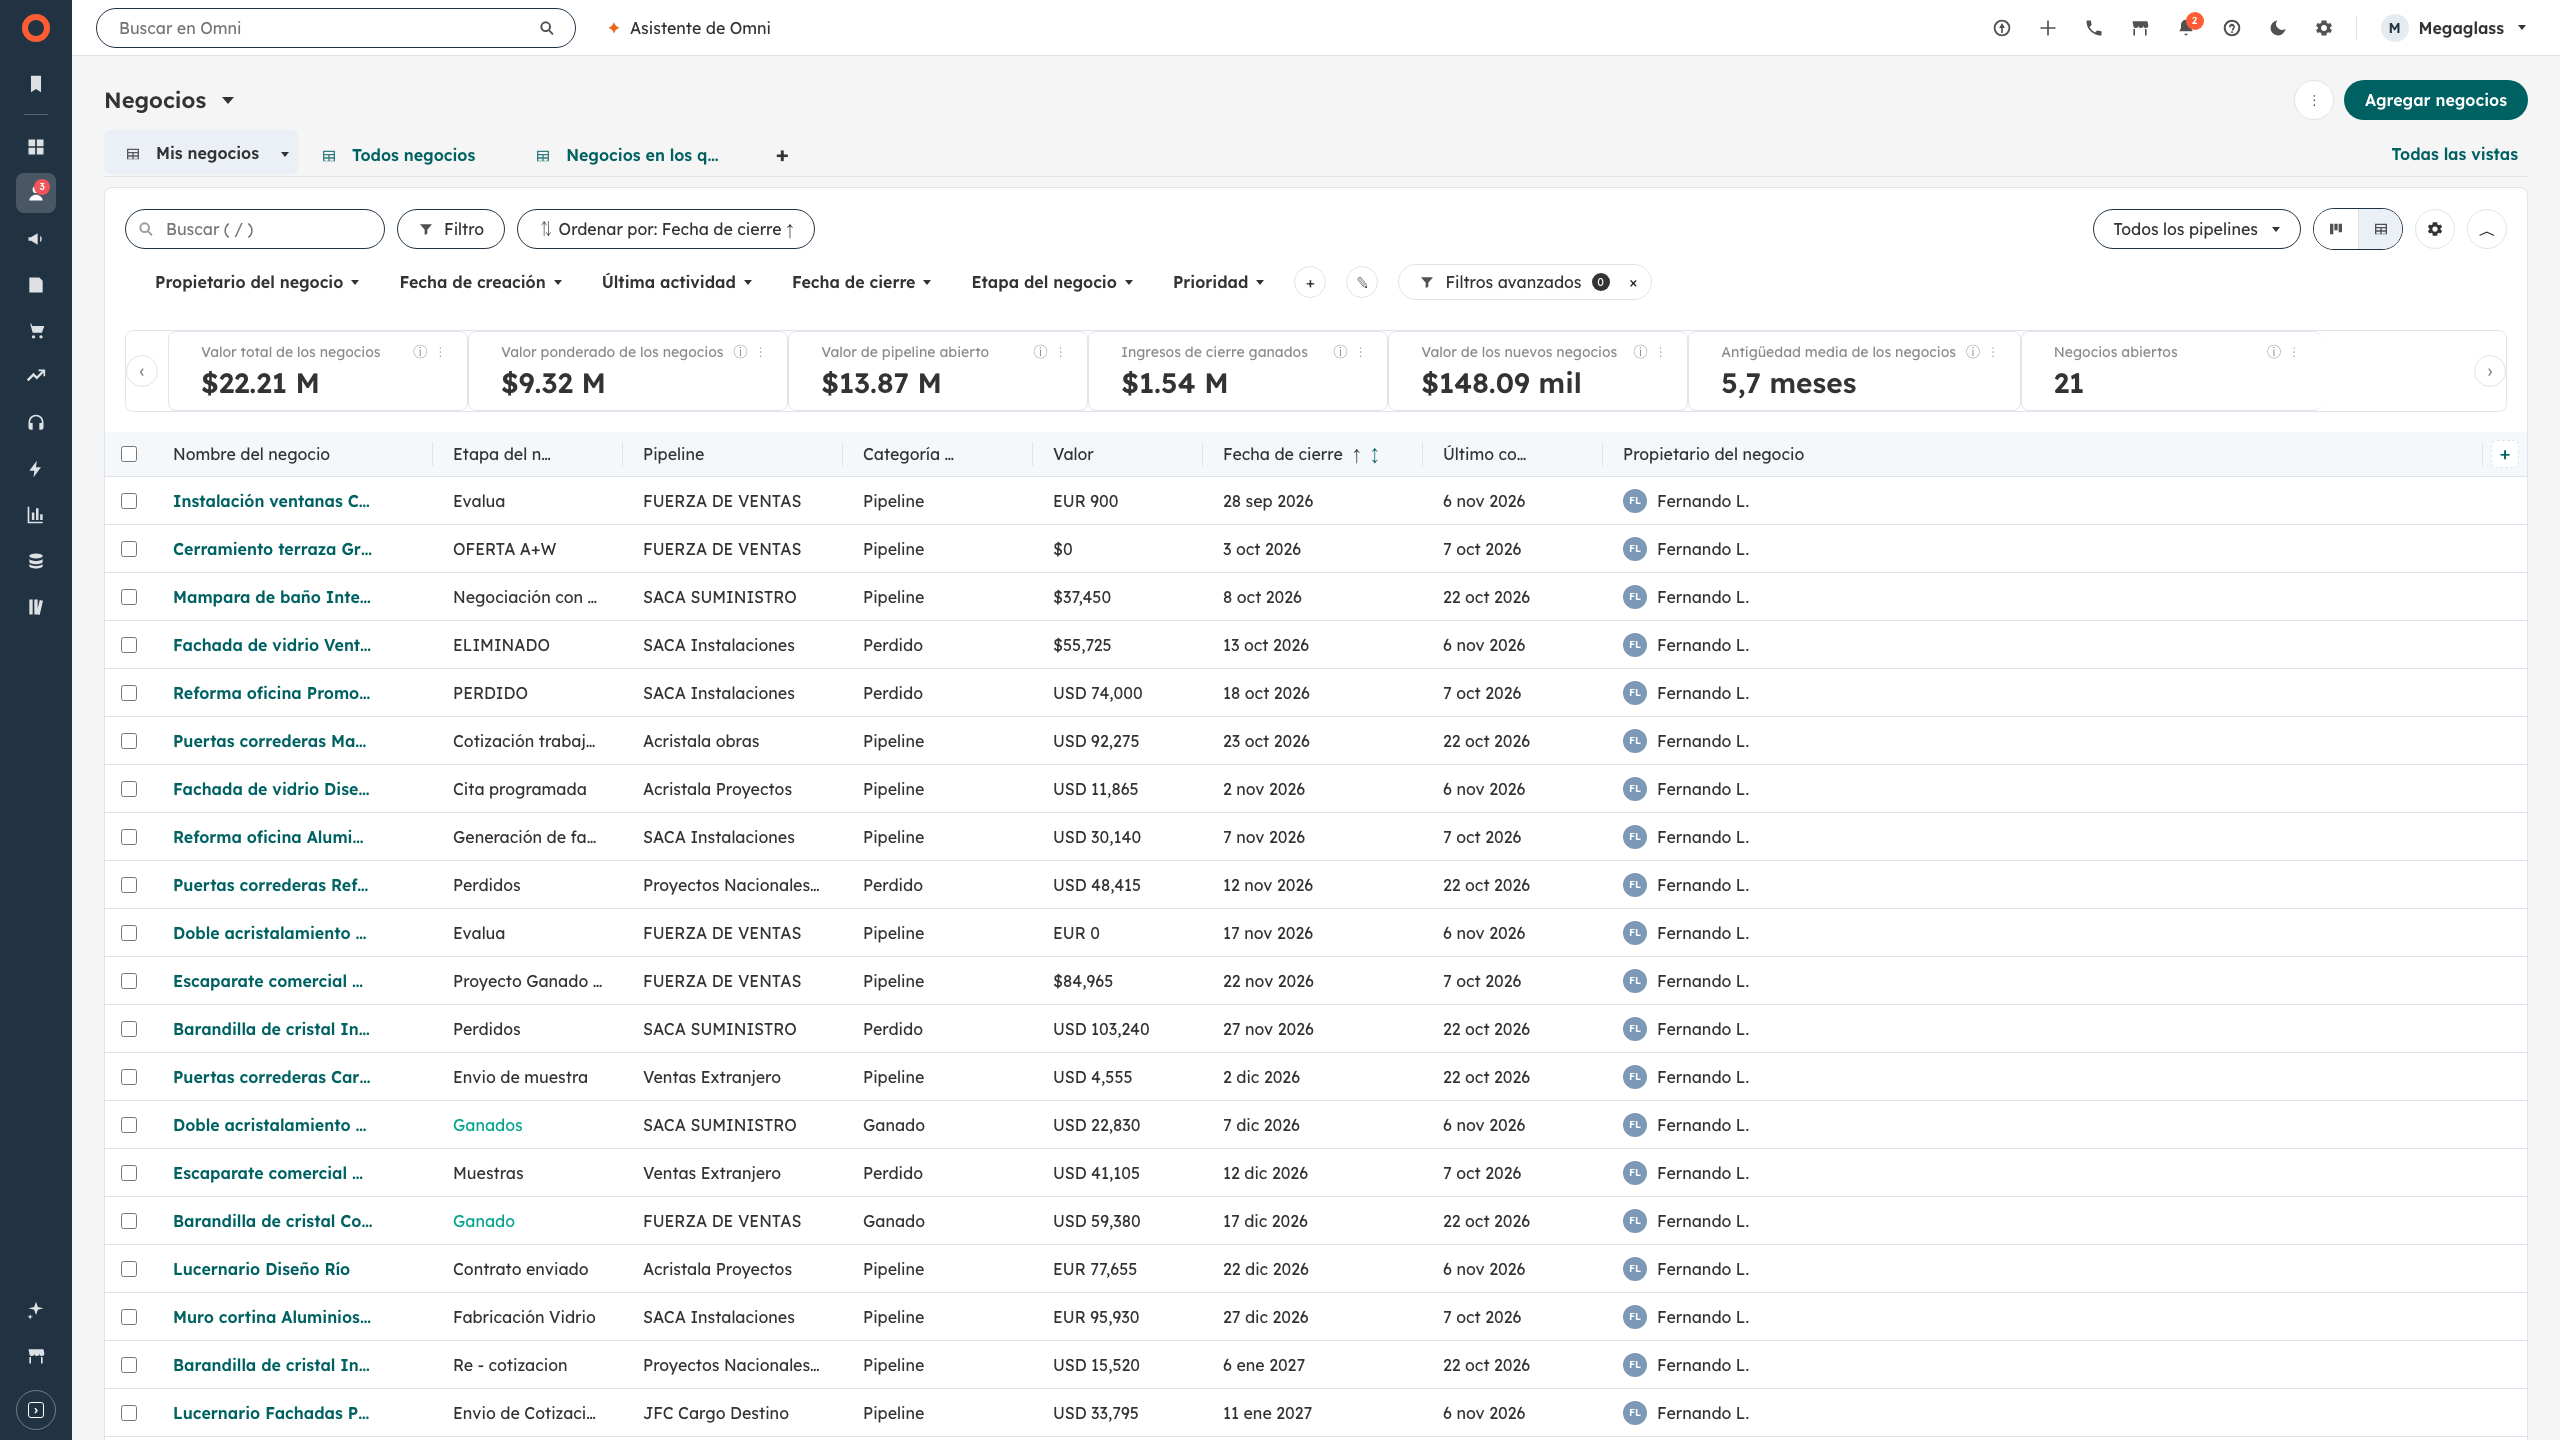 Buscar en Omni
Asistente de Omni
2
M
Megaglass
3
Negocios
Agregar negocios
Mis negocios
Todos negocios
Negocios en los q...
+
Todas las vistas
Buscar ( / )
Filtro
Ordenar por: Fecha de cierre ↑
Todos los pipelines
Propietario del negocio
Fecha de creación
Última actividad
Fecha de cierre
Etapa del negocio
Prioridad
+
Filtros avanzados 0 ×
Valor total de los negocios
$22.21 M
Valor ponderado de los negocios
$9.32 M
Valor de pipeline abierto
$13.87 M
Ingresos de cierre ganados
$1.54 M
Valor de los nuevos negocios
$148.09 mil
Antigüedad media de los negocios
5,7 meses
Negocios abiertos
21
Nombre del negocio Etapa del n... Pipeline Categoría ... Valor Fecha de cierre ↑ Último co... Propietario del negocio +
Instalación ventanas C... Evalua FUERZA DE VENTAS Pipeline EUR 900 28 sep 2026 6 nov 2026 FL Fernando L.
Cerramiento terraza Gr... OFERTA A+W FUERZA DE VENTAS Pipeline $0 3 oct 2026 7 oct 2026 FL Fernando L.
Mampara de baño Inte... Negociación con ... SACA SUMINISTRO Pipeline $37,450 8 oct 2026 22 oct 2026 FL Fernando L.
Fachada de vidrio Vent... ELIMINADO SACA Instalaciones Perdido $55,725 13 oct 2026 6 nov 2026 FL Fernando L.
Reforma oficina Promo... PERDIDO SACA Instalaciones Perdido USD 74,000 18 oct 2026 7 oct 2026 FL Fernando L.
Puertas correderas Ma... Cotización trabaj... Acristala obras Pipeline USD 92,275 23 oct 2026 22 oct 2026 FL Fernando L.
Fachada de vidrio Dise... Cita programada Acristala Proyectos Pipeline USD 11,865 2 nov 2026 6 nov 2026 FL Fernando L.
Reforma oficina Alumi... Generación de fa... SACA Instalaciones Pipeline USD 30,140 7 nov 2026 7 oct 2026 FL Fernando L.
Puertas correderas Ref... Perdidos Proyectos Nacionales... Perdido USD 48,415 12 nov 2026 22 oct 2026 FL Fernando L.
Doble acristalamiento ... Evalua FUERZA DE VENTAS Pipeline EUR 0 17 nov 2026 6 nov 2026 FL Fernando L.
Escaparate comercial ... Proyecto Ganado ... FUERZA DE VENTAS Pipeline $84,965 22 nov 2026 7 oct 2026 FL Fernando L.
Barandilla de cristal In... Perdidos SACA SUMINISTRO Perdido USD 103,240 27 nov 2026 22 oct 2026 FL Fernando L.
Puertas correderas Car... Envio de muestra Ventas Extranjero Pipeline USD 4,555 2 dic 2026 22 oct 2026 FL Fernando L.
Doble acristalamiento ... Ganados SACA SUMINISTRO Ganado USD 22,830 7 dic 2026 6 nov 2026 FL Fernando L.
Escaparate comercial ... Muestras Ventas Extranjero Perdido USD 41,105 12 dic 2026 7 oct 2026 FL Fernando L.
Barandilla de cristal Co... Ganado FUERZA DE VENTAS Ganado USD 59,380 17 dic 2026 22 oct 2026 FL Fernando L.
Lucernario Diseño Río Contrato enviado Acristala Proyectos Pipeline EUR 77,655 22 dic 2026 6 nov 2026 FL Fernando L.
Muro cortina Aluminios... Fabricación Vidrio SACA Instalaciones Pipeline EUR 95,930 27 dic 2026 7 oct 2026 FL Fernando L.
Barandilla de cristal In... Re - cotizacion Proyectos Nacionales... Pipeline USD 15,520 6 ene 2027 22 oct 2026 FL Fernando L.
Lucernario Fachadas P... Envio de Cotizaci... JFC Cargo Destino Pipeline USD 33,795 11 ene 2027 6 nov 2026 FL Fernando L.